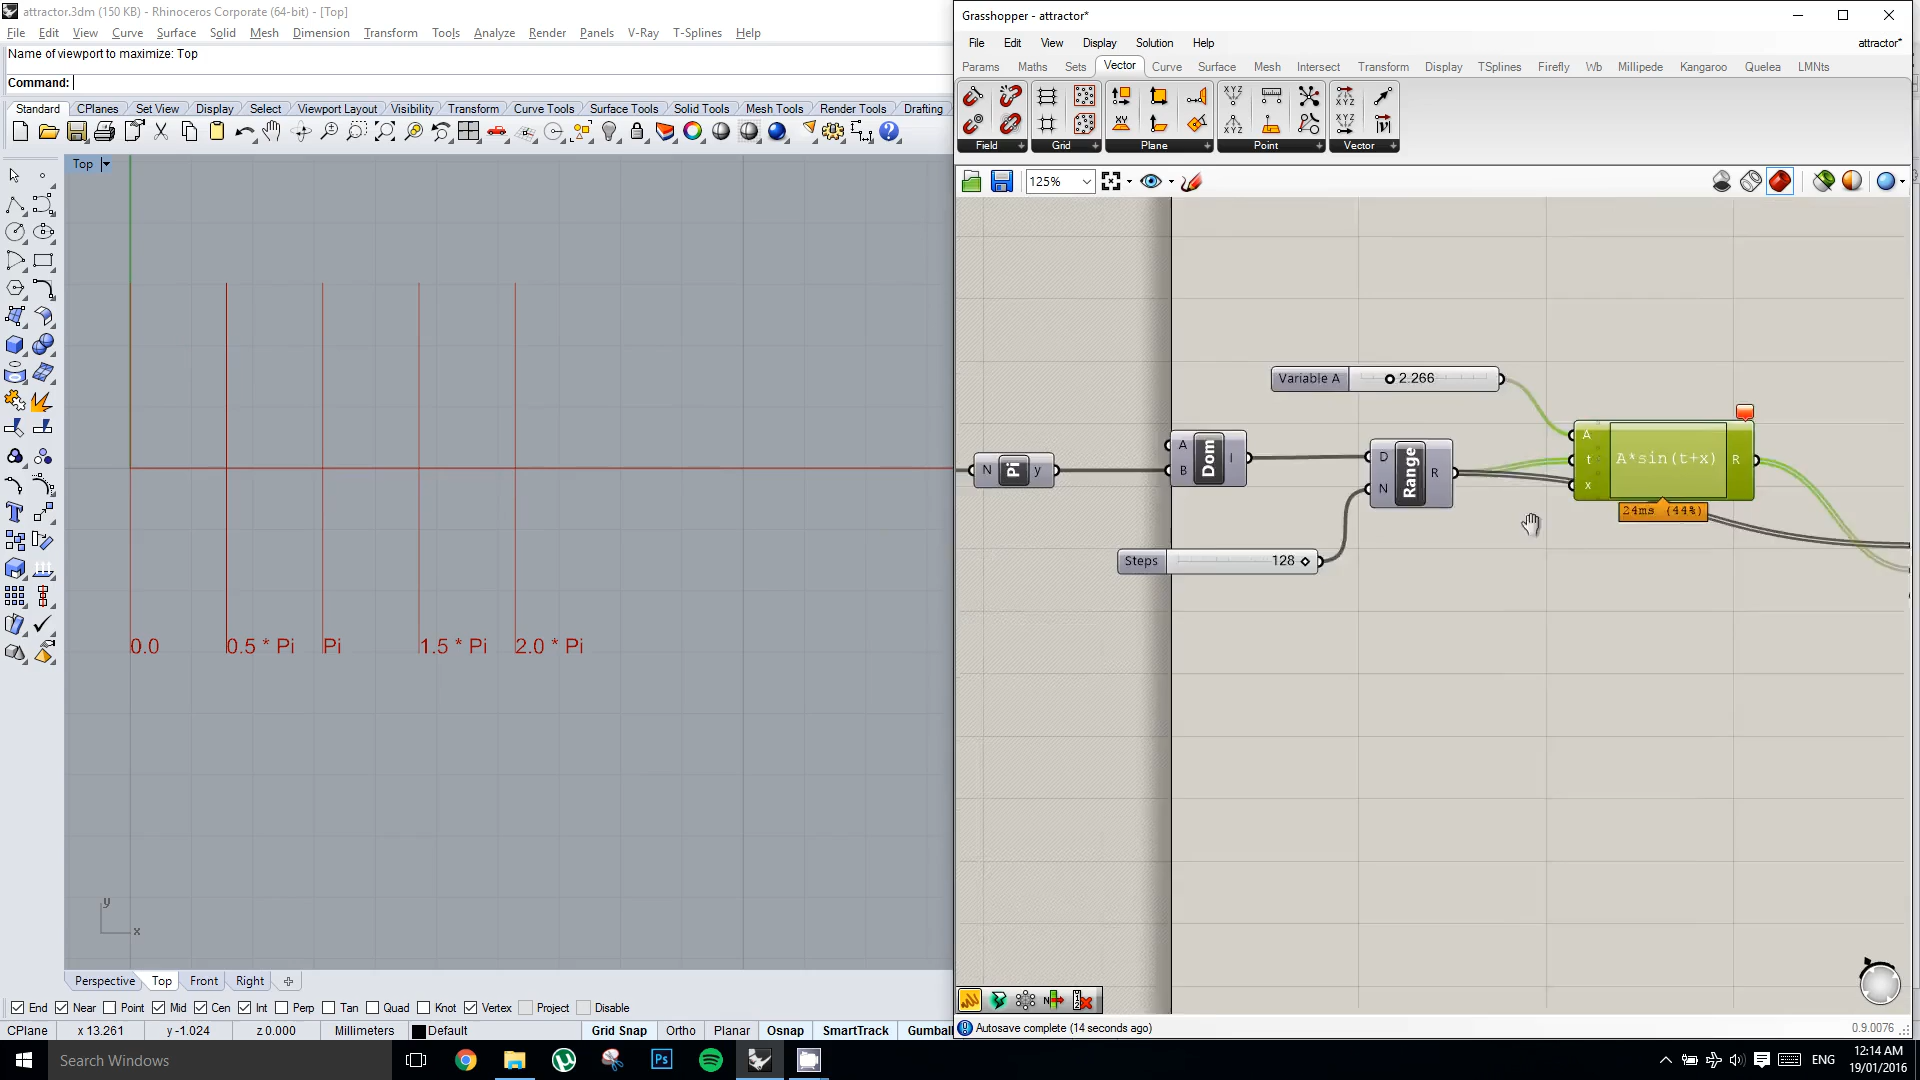 attractor.3dm (150 KB) - Rhinoceros Corporate (64-bit) - [Top]
File Edit View Curve Surface Solid Mesh Dimension Transform Tools Analyze Render Panels V-Ray T-Splines Help
Name of viewport to maximize: Top
Command:
Standard CPlanes Set View Display Select Viewport Layout Visibility Transform Curve Tools Surface Tools Solid Tools Mesh Tools Render Tools Drafting
Top
0.0 0.5 * Pi Pi 1.5 * Pi 2.0 * Pi
y
x
Perspective Top Front Right
End Near Point Mid Cen Int Perp Tan Quad Knot Vertex Project Disable
CPlane x 13.261 y -1.024 z 0.000 Millimeters Default Grid Snap Ortho Planar Osnap SmartTrack Gumball
Grasshopper - attractor*
File Edit View Display Solution Help attractor*
Params Maths Sets Vector Curve Surface Mesh Intersect Transform Display TSplines Firefly Wb Millipede Kangaroo Quelea LMNts
Field Grid Plane Point Vector
125%
Variable A 2.266
N Pi y
A B Dom I
D N Range R
A t x A*sin(t+x) R
24ms (44%)
Steps 128
Autosave complete (14 seconds ago) 0.9.0076
Search Windows
Ps
ENG
12:14 AM
19/01/2016